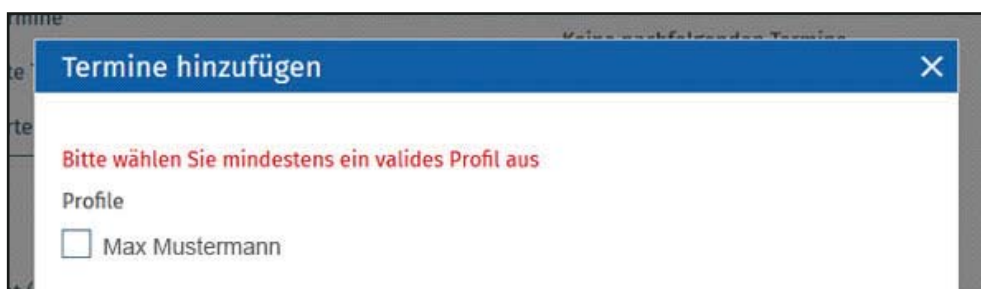 Termine hinzufügen
Bitte wählen Sie mindestens ein valides Profil aus
Profile
Max Mustermann